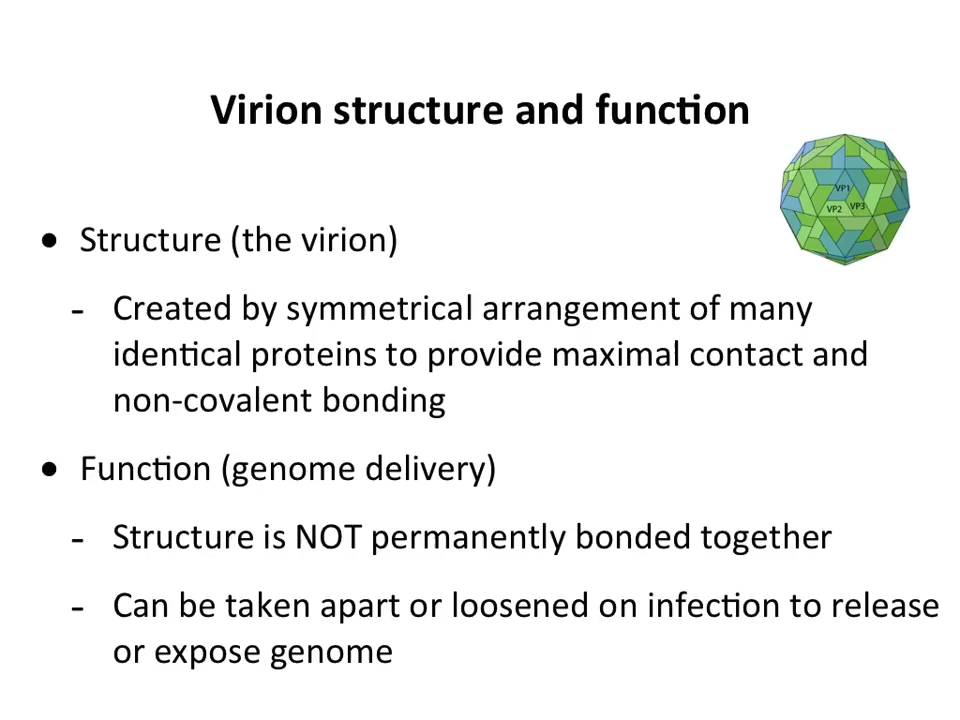 Virion structure and function
VP1
VP2 VP3
• Structure (the virion)
- Created by symmetrical arrangement of many
identical proteins to provide maximal contact and
non-covalent bonding
• Function (genome delivery)
- Structure is NOT permanently bonded together
- Can be taken apart or loosened on infection to release
or expose genome